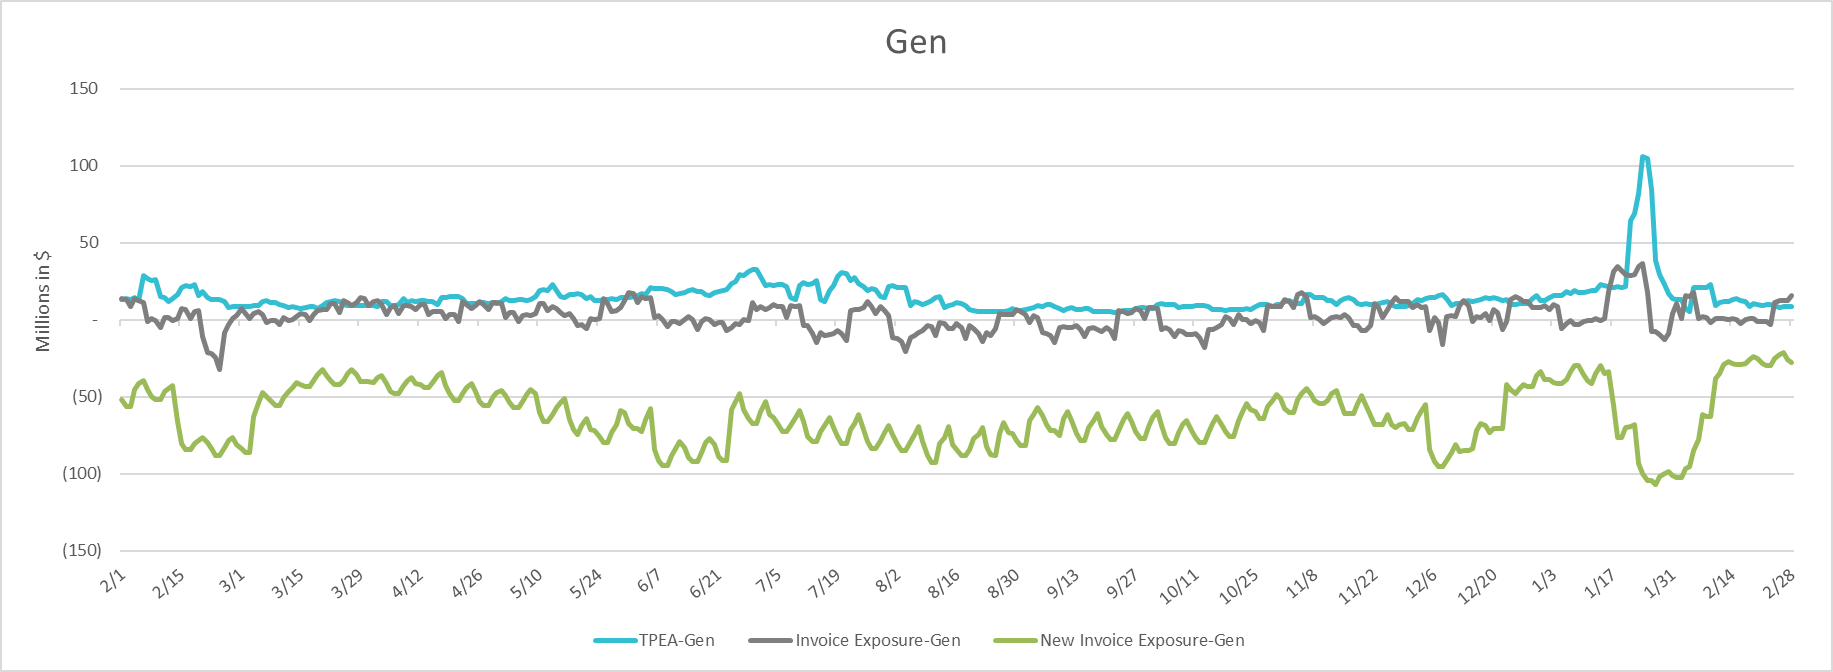 Gen
Millions in $
150
100
50
-
(50)
(100)
(150)
2/1 2/15 3/1 3/15 3/29 4/12 4/26 5/10 5/24 6/7 6/21 7/5 7/19 8/2 8/16 8/30 9/13 9/27 10/11 10/25 11/8 11/22 12/6 12/20 1/3 1/17 1/31 2/14 2/28
TPEA-Gen Invoice Exposure-Gen New Invoice Exposure-Gen